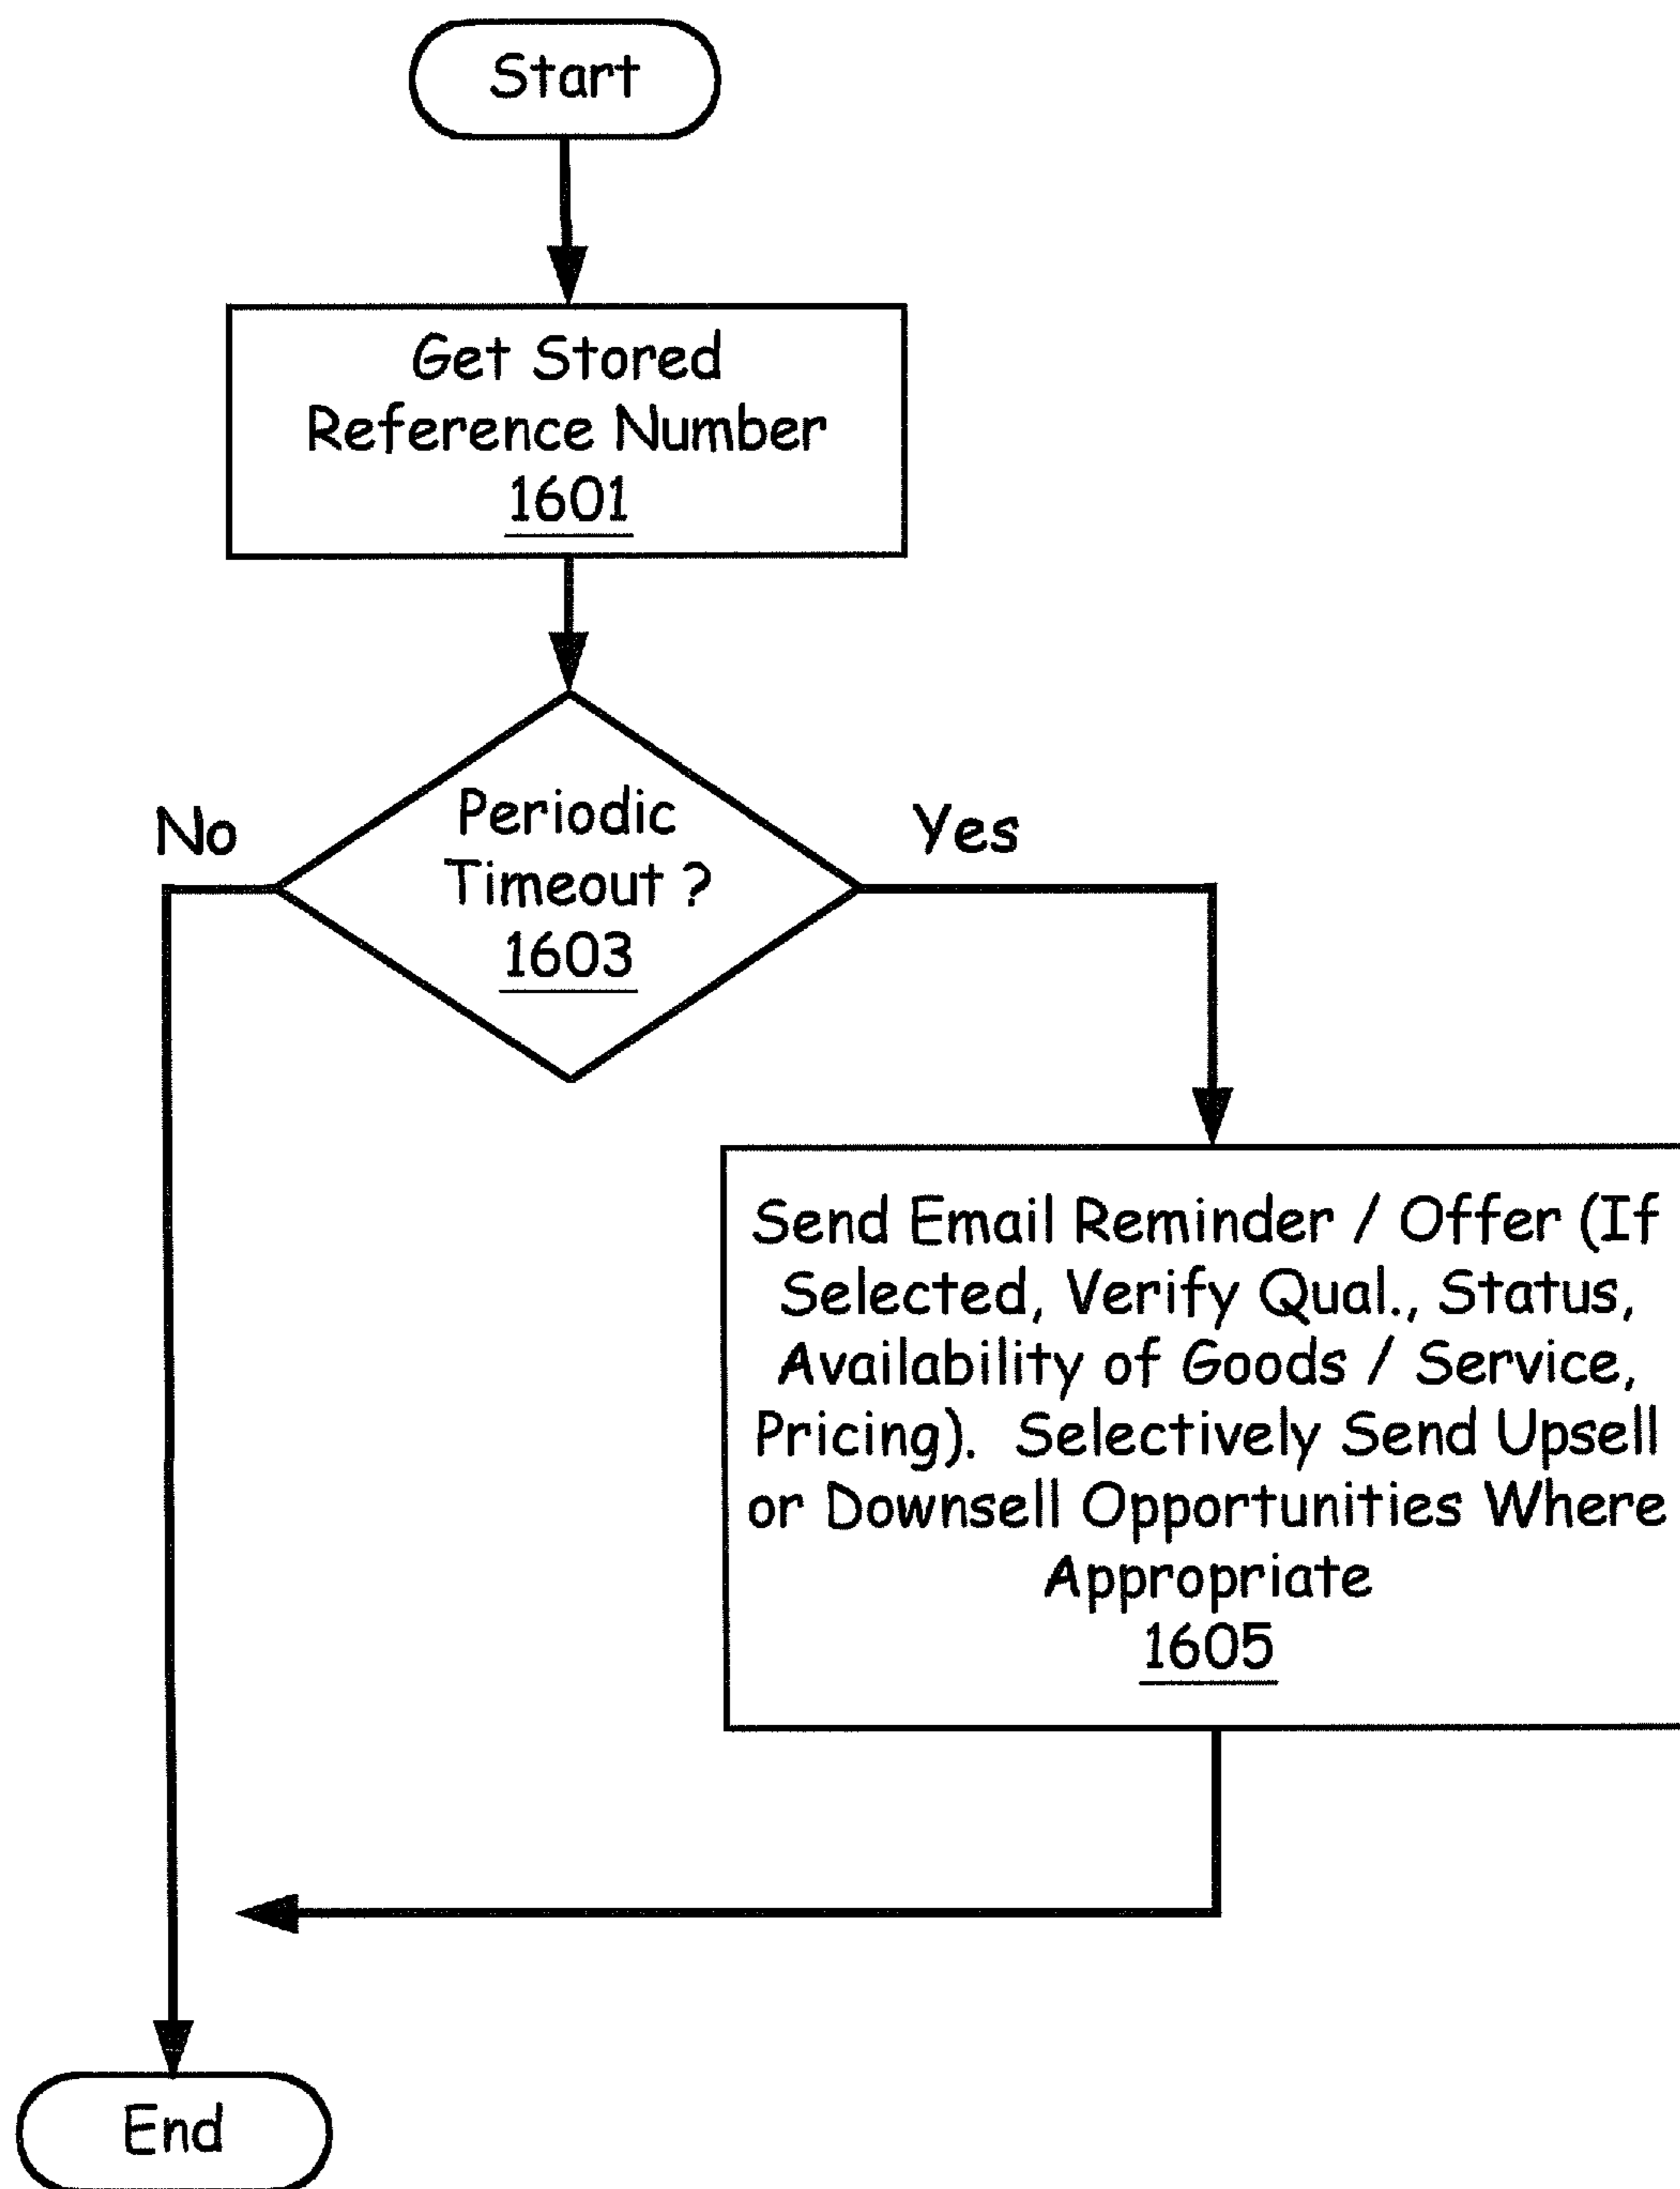 Start
Get Stored
Reference Number
1601
No
Yes
Periodic
Timeout ?
1603
Send Email Reminder / Offer (If
Selected, Verify Qual., Status,
Availability of Goods / Service,
Pricing).  Selectively Send Upsell
or Downsell Opportunities Where
Appropriate
1605
End